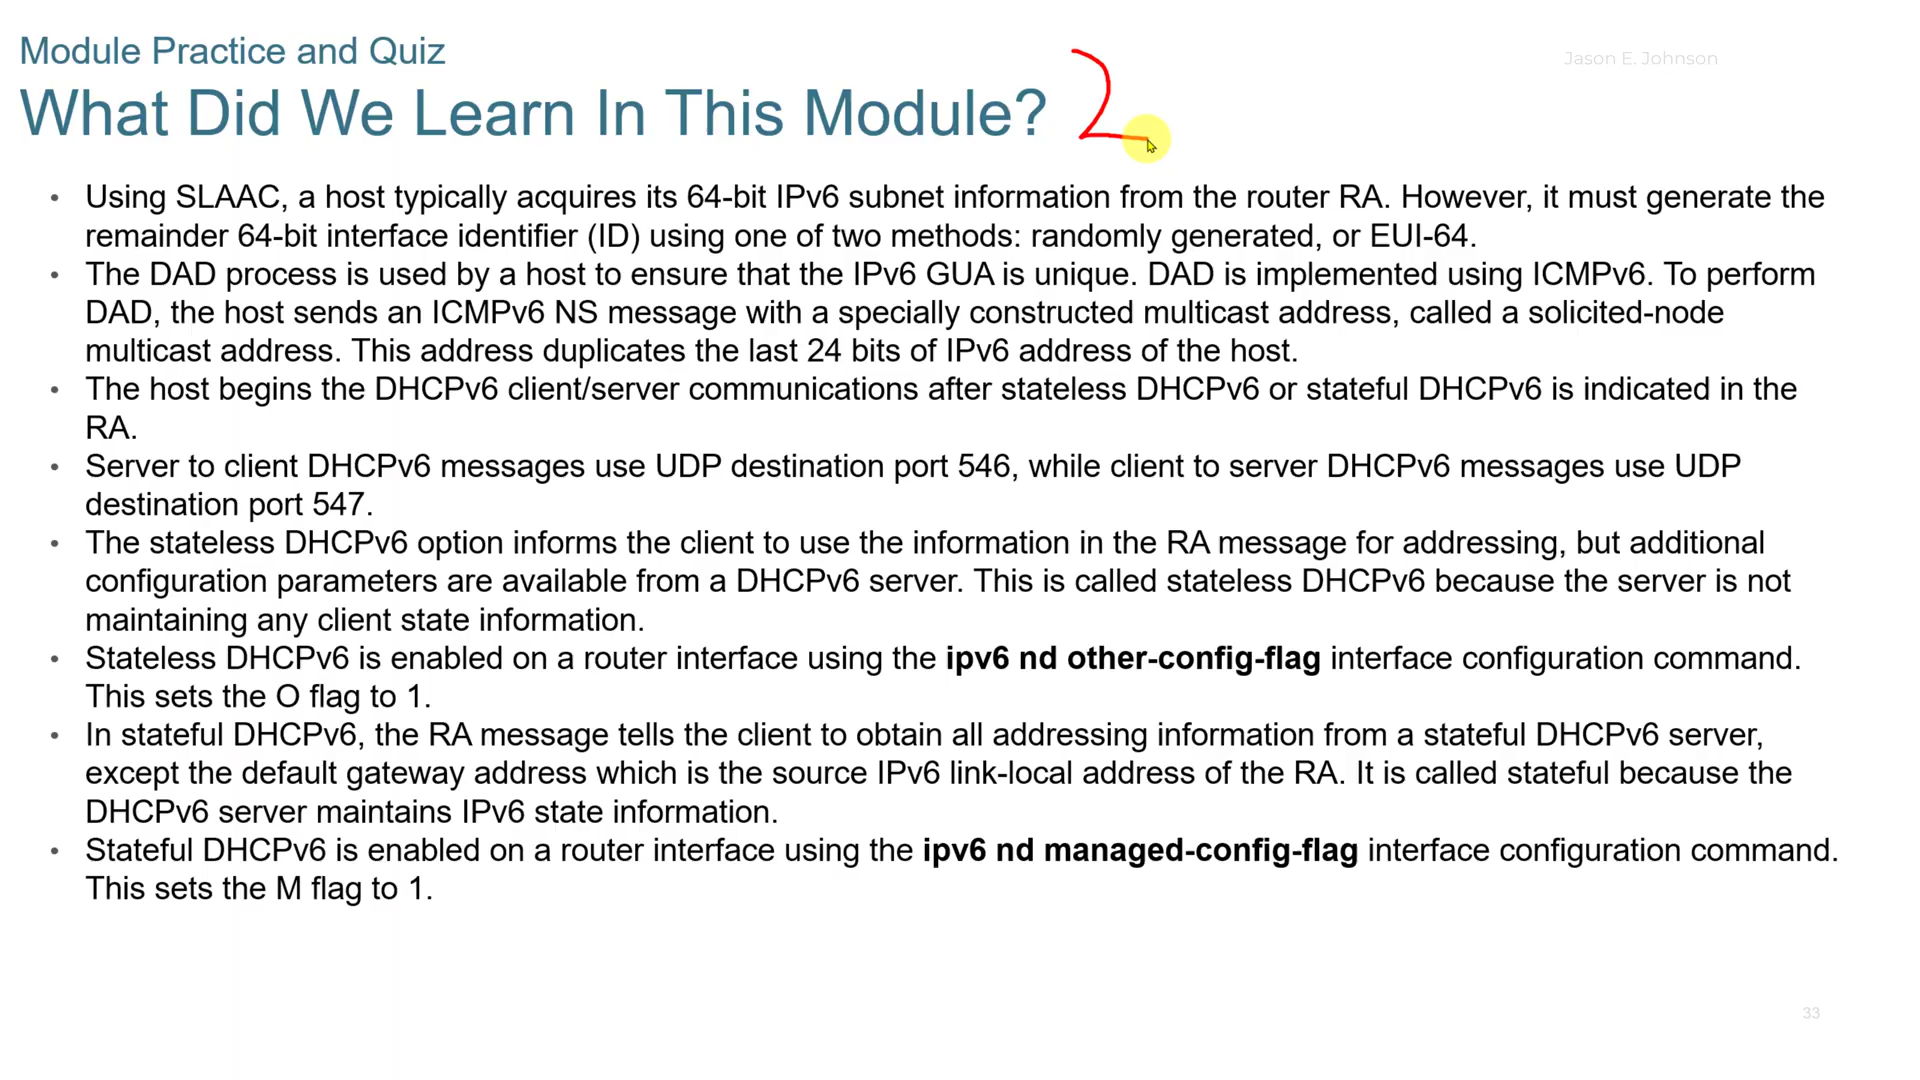 Module Practice and Quiz
Jason E. Johnson
What Did We Learn In This Module? 2
• Using SLAAC, a host typically acquires its 64-bit IPv6 subnet information from the router RA. However, it must generate the
remainder 64-bit interface identifier (ID) using one of two methods: randomly generated, or EUI-64.
• The DAD process is used by a host to ensure that the IPv6 GUA is unique. DAD is implemented using ICMPv6. To perform
DAD, the host sends an ICMPv6 NS message with a specially constructed multicast address, called a solicited-node
multicast address. This address duplicates the last 24 bits of IPv6 address of the host.
• The host begins the DHCPv6 client/server communications after stateless DHCPv6 or stateful DHCPv6 is indicated in the
RA.
• Server to client DHCPv6 messages use UDP destination port 546, while client to server DHCPv6 messages use UDP
destination port 547.
• The stateless DHCPv6 option informs the client to use the information in the RA message for addressing, but additional
configuration parameters are available from a DHCPv6 server. This is called stateless DHCPv6 because the server is not
maintaining any client state information.
• Stateless DHCPv6 is enabled on a router interface using the ipv6 nd other-config-flag interface configuration command.
This sets the O flag to 1.
• In stateful DHCPv6, the RA message tells the client to obtain all addressing information from a stateful DHCPv6 server,
except the default gateway address which is the source IPv6 link-local address of the RA. It is called stateful because the
DHCPv6 server maintains IPv6 state information.
• Stateful DHCPv6 is enabled on a router interface using the ipv6 nd managed-config-flag interface configuration command.
This sets the M flag to 1.
33